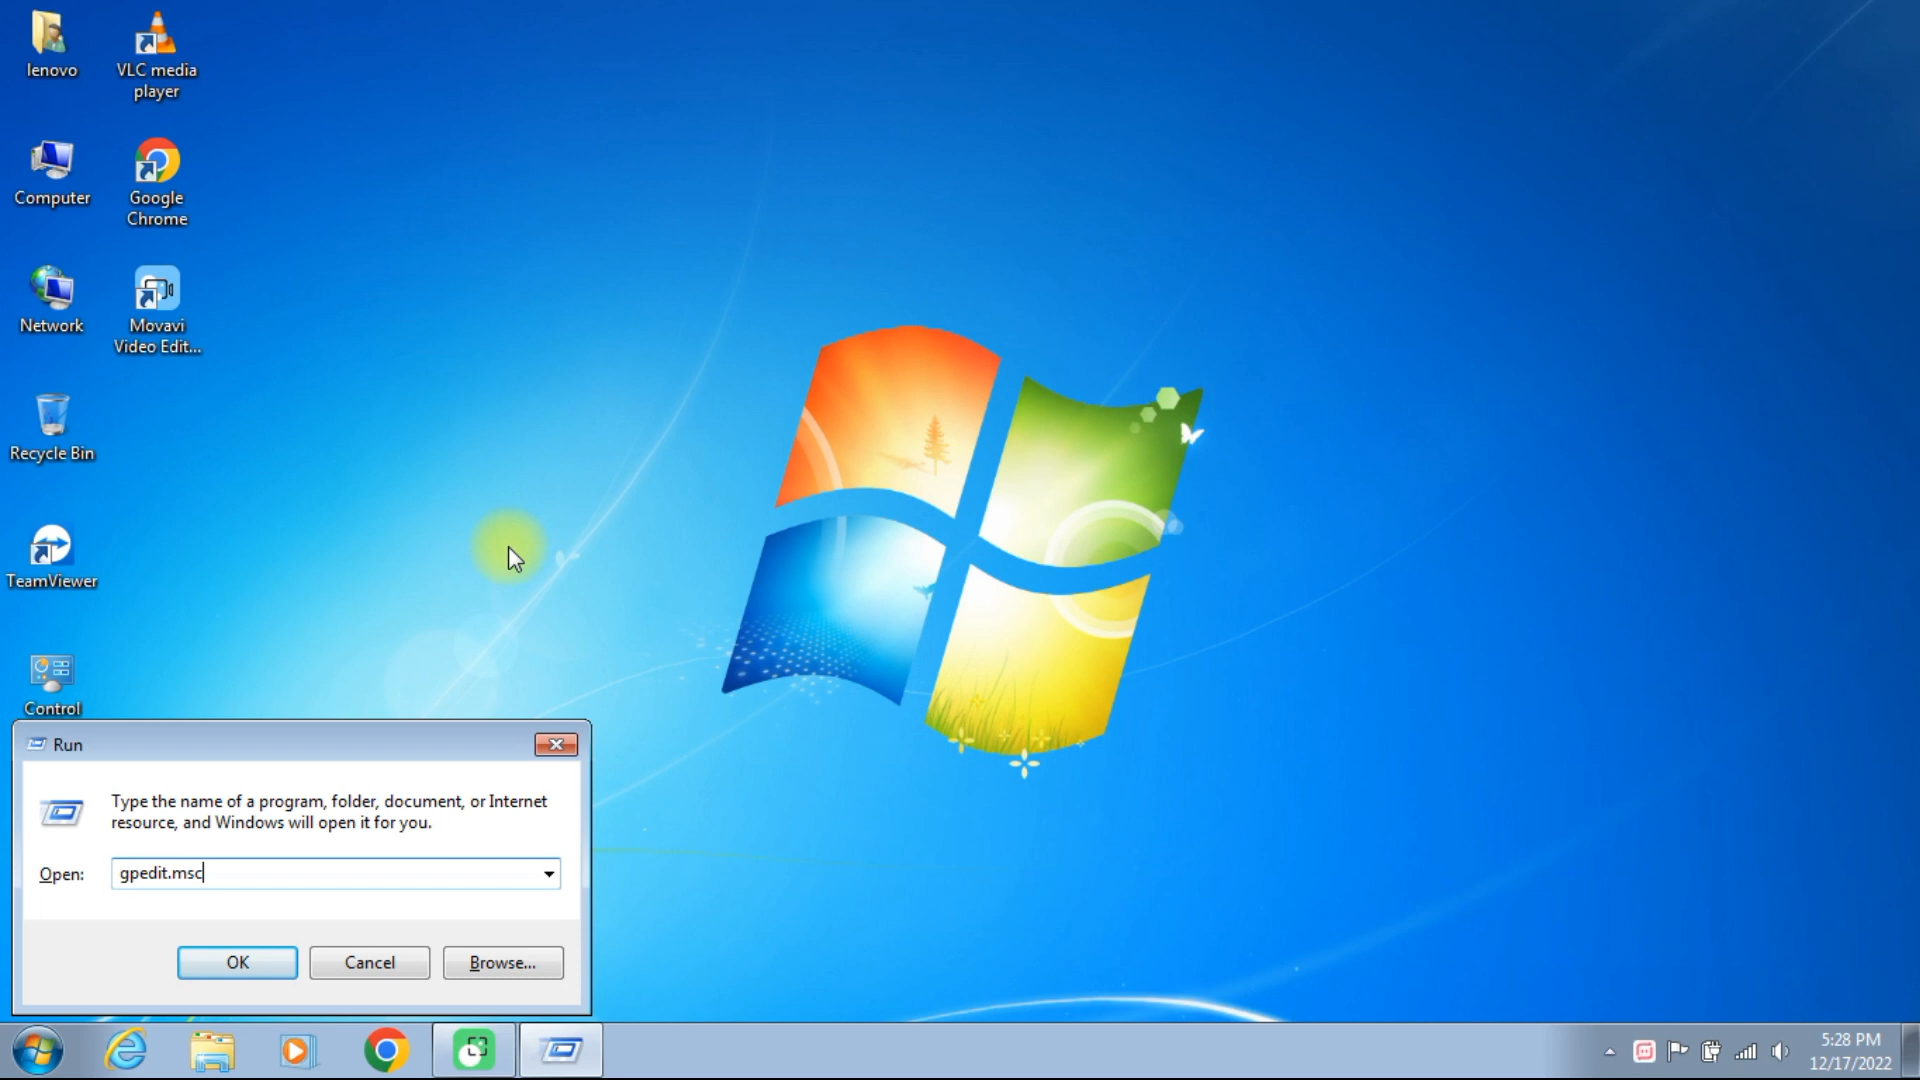 lenovo
VLC media
player
Computer
Google
Chrome
Network
Movavi
Video Edit...
Recycle Bin
TeamViewer
Control
Run
Type the name of a program, folder, document, or Internet
resource, and Windows will open it for you.
Open:
gpedit.msc
OK
Cancel
Browse...
5:28 PM
12/17/2022